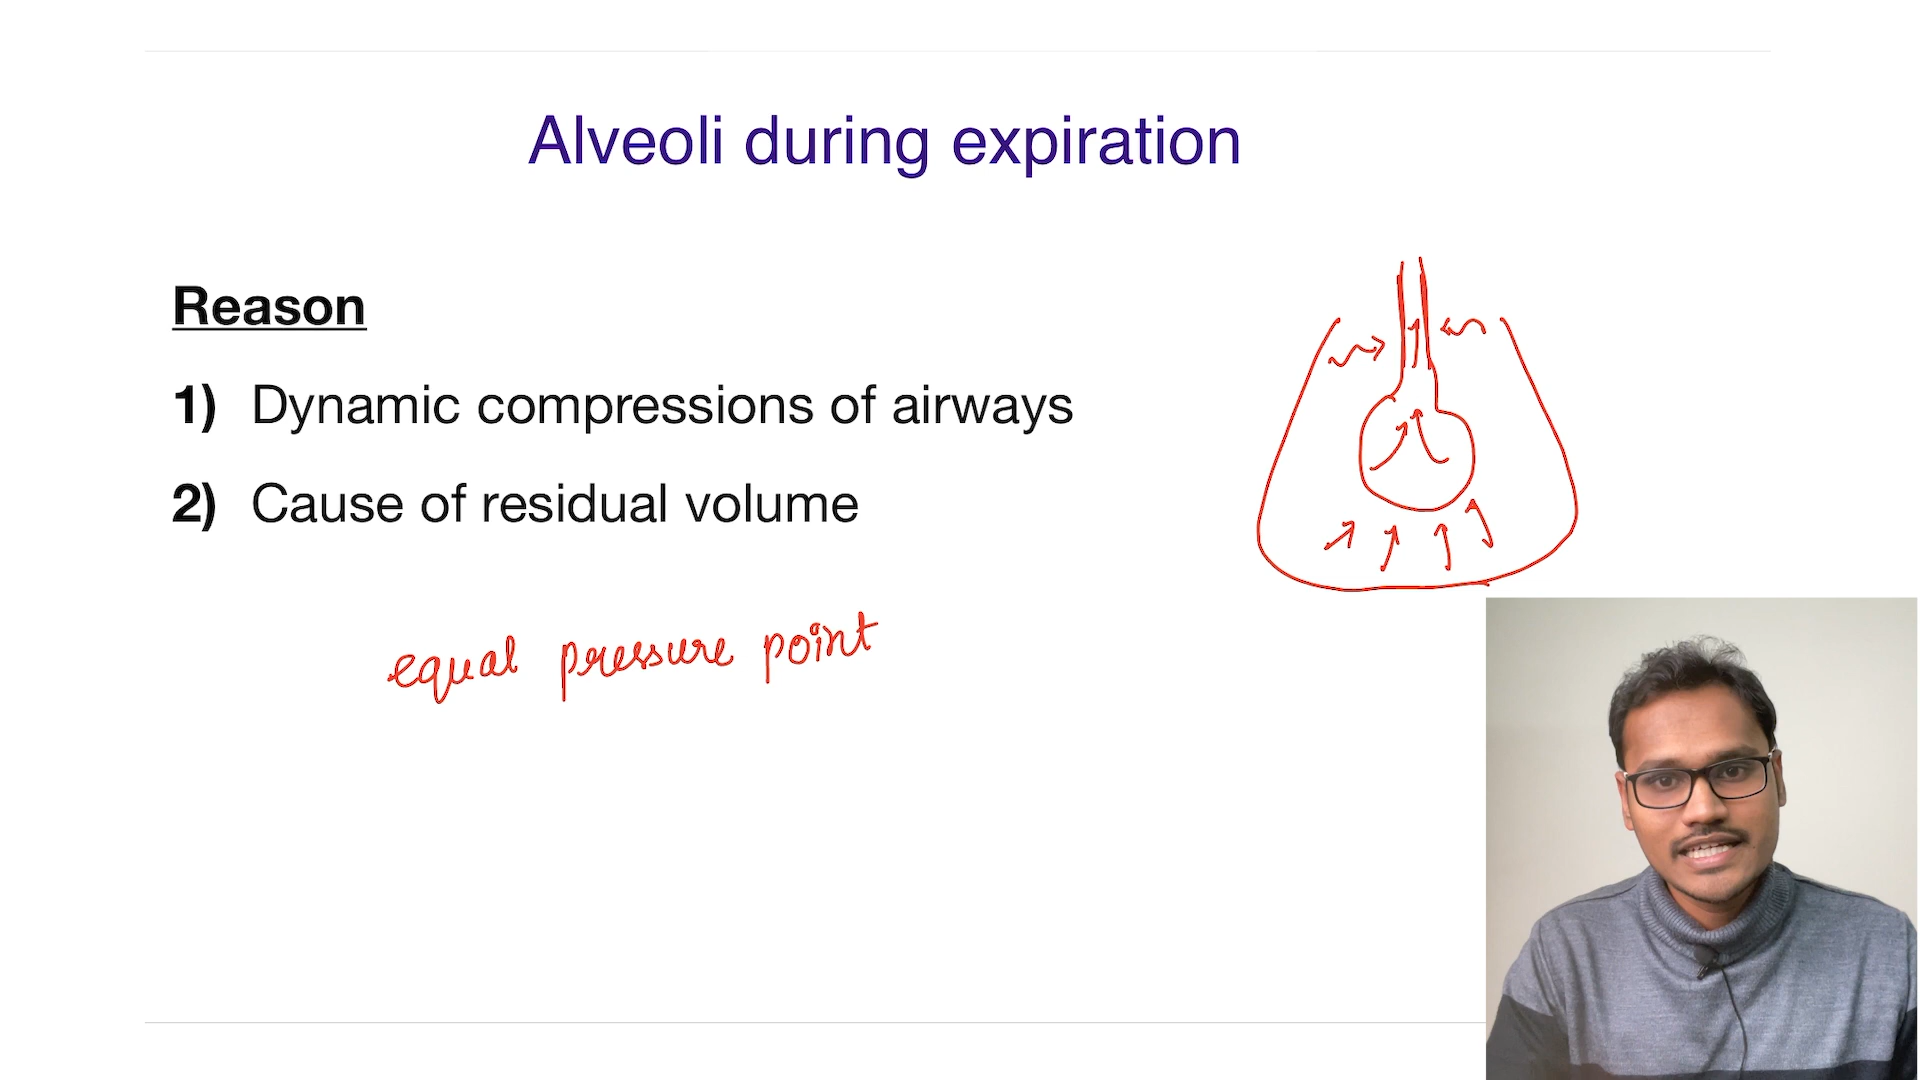 Alveoli during expiration
Reason
1) Dynamic compressions of airways
2) Cause of residual volume
equal pressure point